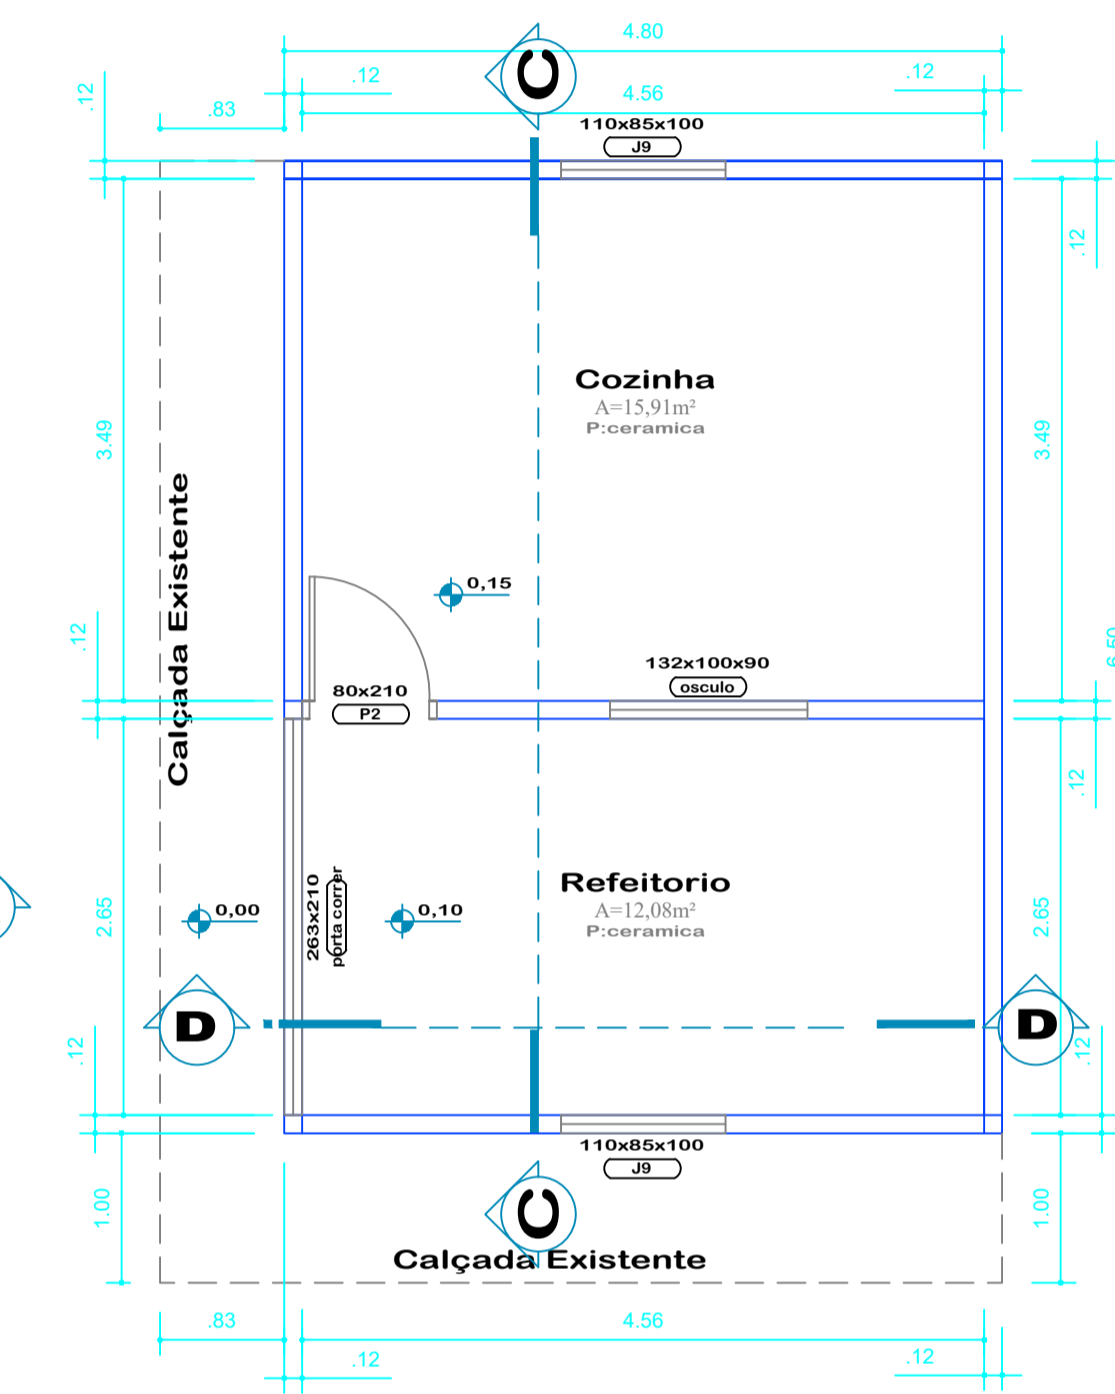 4.80
.12
.12
.12
4.56
.83
C
110x85x100
J9
.12
Cozinha
A=15,91m²
P:ceramica
3.49
3.49
Calçada Existente
0,15
.12
132x100x90
osculo
80x210
P2
.12
Refeitorio
A=12,08m²
P:ceramica
2.65
2.65
0,00
263x210
porta correr
0,10
D
D
.12
.12
110x85x100
J9
1.00
1.00
C
Calçada Existente
.83
4.56
.12
.12